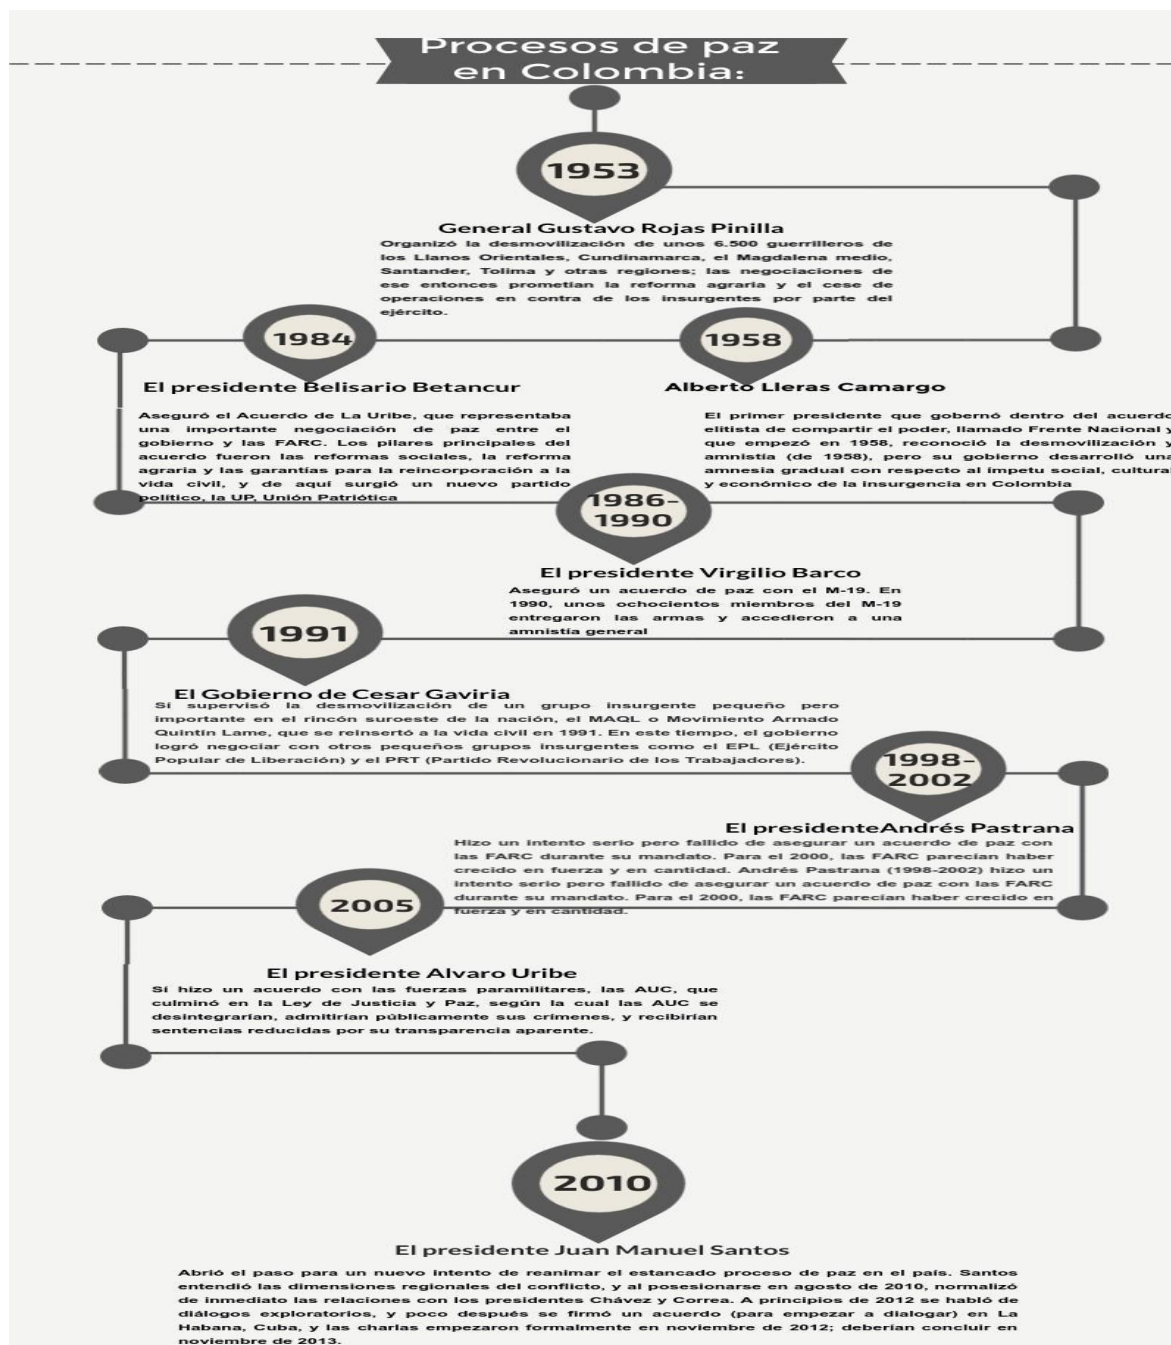 Procesos de paz
en Colombia:
1953
General Gustavo Rojas Pinilla
Organizó la desmovilización de unos 6.500 guerrilleros de
los Llanos Orientales, Cundinamarca, el Magdalena medio,
Santander, Tolima y otras regiones; las negociaciones de
ese entonces prometían la reforma agraria y el cese de
operaciones en contra de los insurgentes por parte del
ejército.
1958
Alberto Lleras Camargo
El primer presidente que gobernó dentro del acuerdo
elitista de compartir el poder, llamado Frente Nacional y
que empezó en 1958, reconoció la desmovilización y
amnistía (de 1958), pero su gobierno desarrolló una
amnesia gradual con respecto al ímpetu social, cultural
y económico de la insurgencia en Colombia
1984
El presidente Belisario Betancur
Aseguró el Acuerdo de La Uribe, que representaba
una importante negociación de paz entre el
gobierno y las FARC. Los pilares principales del
acuerdo fueron las reformas sociales, la reforma
agraria y las garantías para la reincorporación a la
vida civil, y de aquí surgió un nuevo partido
político, la UP, Unión Patriótica
1986-
1990
El presidente Virgilio Barco
Aseguró un acuerdo de paz con el M-19. En
1990, unos ochocientos miembros del M-19
entregaron las armas y accedieron a una
amnistía general
1991
El Gobierno de Cesar Gaviria
Sí supervisó la desmovilización de un grupo insurgente pequeño pero
importante en el rincón suroeste de la nación, el MAQL o Movimiento Armado
Quintín Lame, que se reinsertó a la vida civil en 1991. En este tiempo, el gobierno
logró negociar con otros pequeños grupos insurgentes como el EPL (Ejército
Popular de Liberación) y el PRT (Partido Revolucionario de los Trabajadores).
1998-
2002
El presidenteAndrés Pastrana
Hizo un intento serio pero fallido de asegurar un acuerdo de paz con
las FARC durante su mandato. Para el 2000, las FARC parecían haber
crecido en fuerza y en cantidad. Andrés Pastrana (1998-2002) hizo un
intento serio pero fallido de asegurar un acuerdo de paz con las FARC
durante su mandato. Para el 2000, las FARC parecían haber crecido en
fuerza y en cantidad.
2005
El presidente Alvaro Uribe
Sí hizo un acuerdo con las fuerzas paramilitares, las AUC, que
culminó en la Ley de Justicia y Paz, según la cual las AUC se
desintegrarían, admitirían públicamente sus crímenes, y recibirían
sentencias reducidas por su transparencia aparente.
2010
El presidente Juan Manuel Santos
Abrió el paso para un nuevo intento de reanimar el estancado proceso de paz en el país. Santos
entendió las dimensiones regionales del conflicto, y al posesionarse en agosto de 2010, normalizó
de inmediato las relaciones con los presidentes Chávez y Correa. A principios de 2012 se habló de
diálogos exploratorios, y poco después se firmó un acuerdo (para empezar a dialogar) en La
Habana, Cuba, y las charlas empezaron formalmente en noviembre de 2012; deberían concluir en
noviembre de 2013.